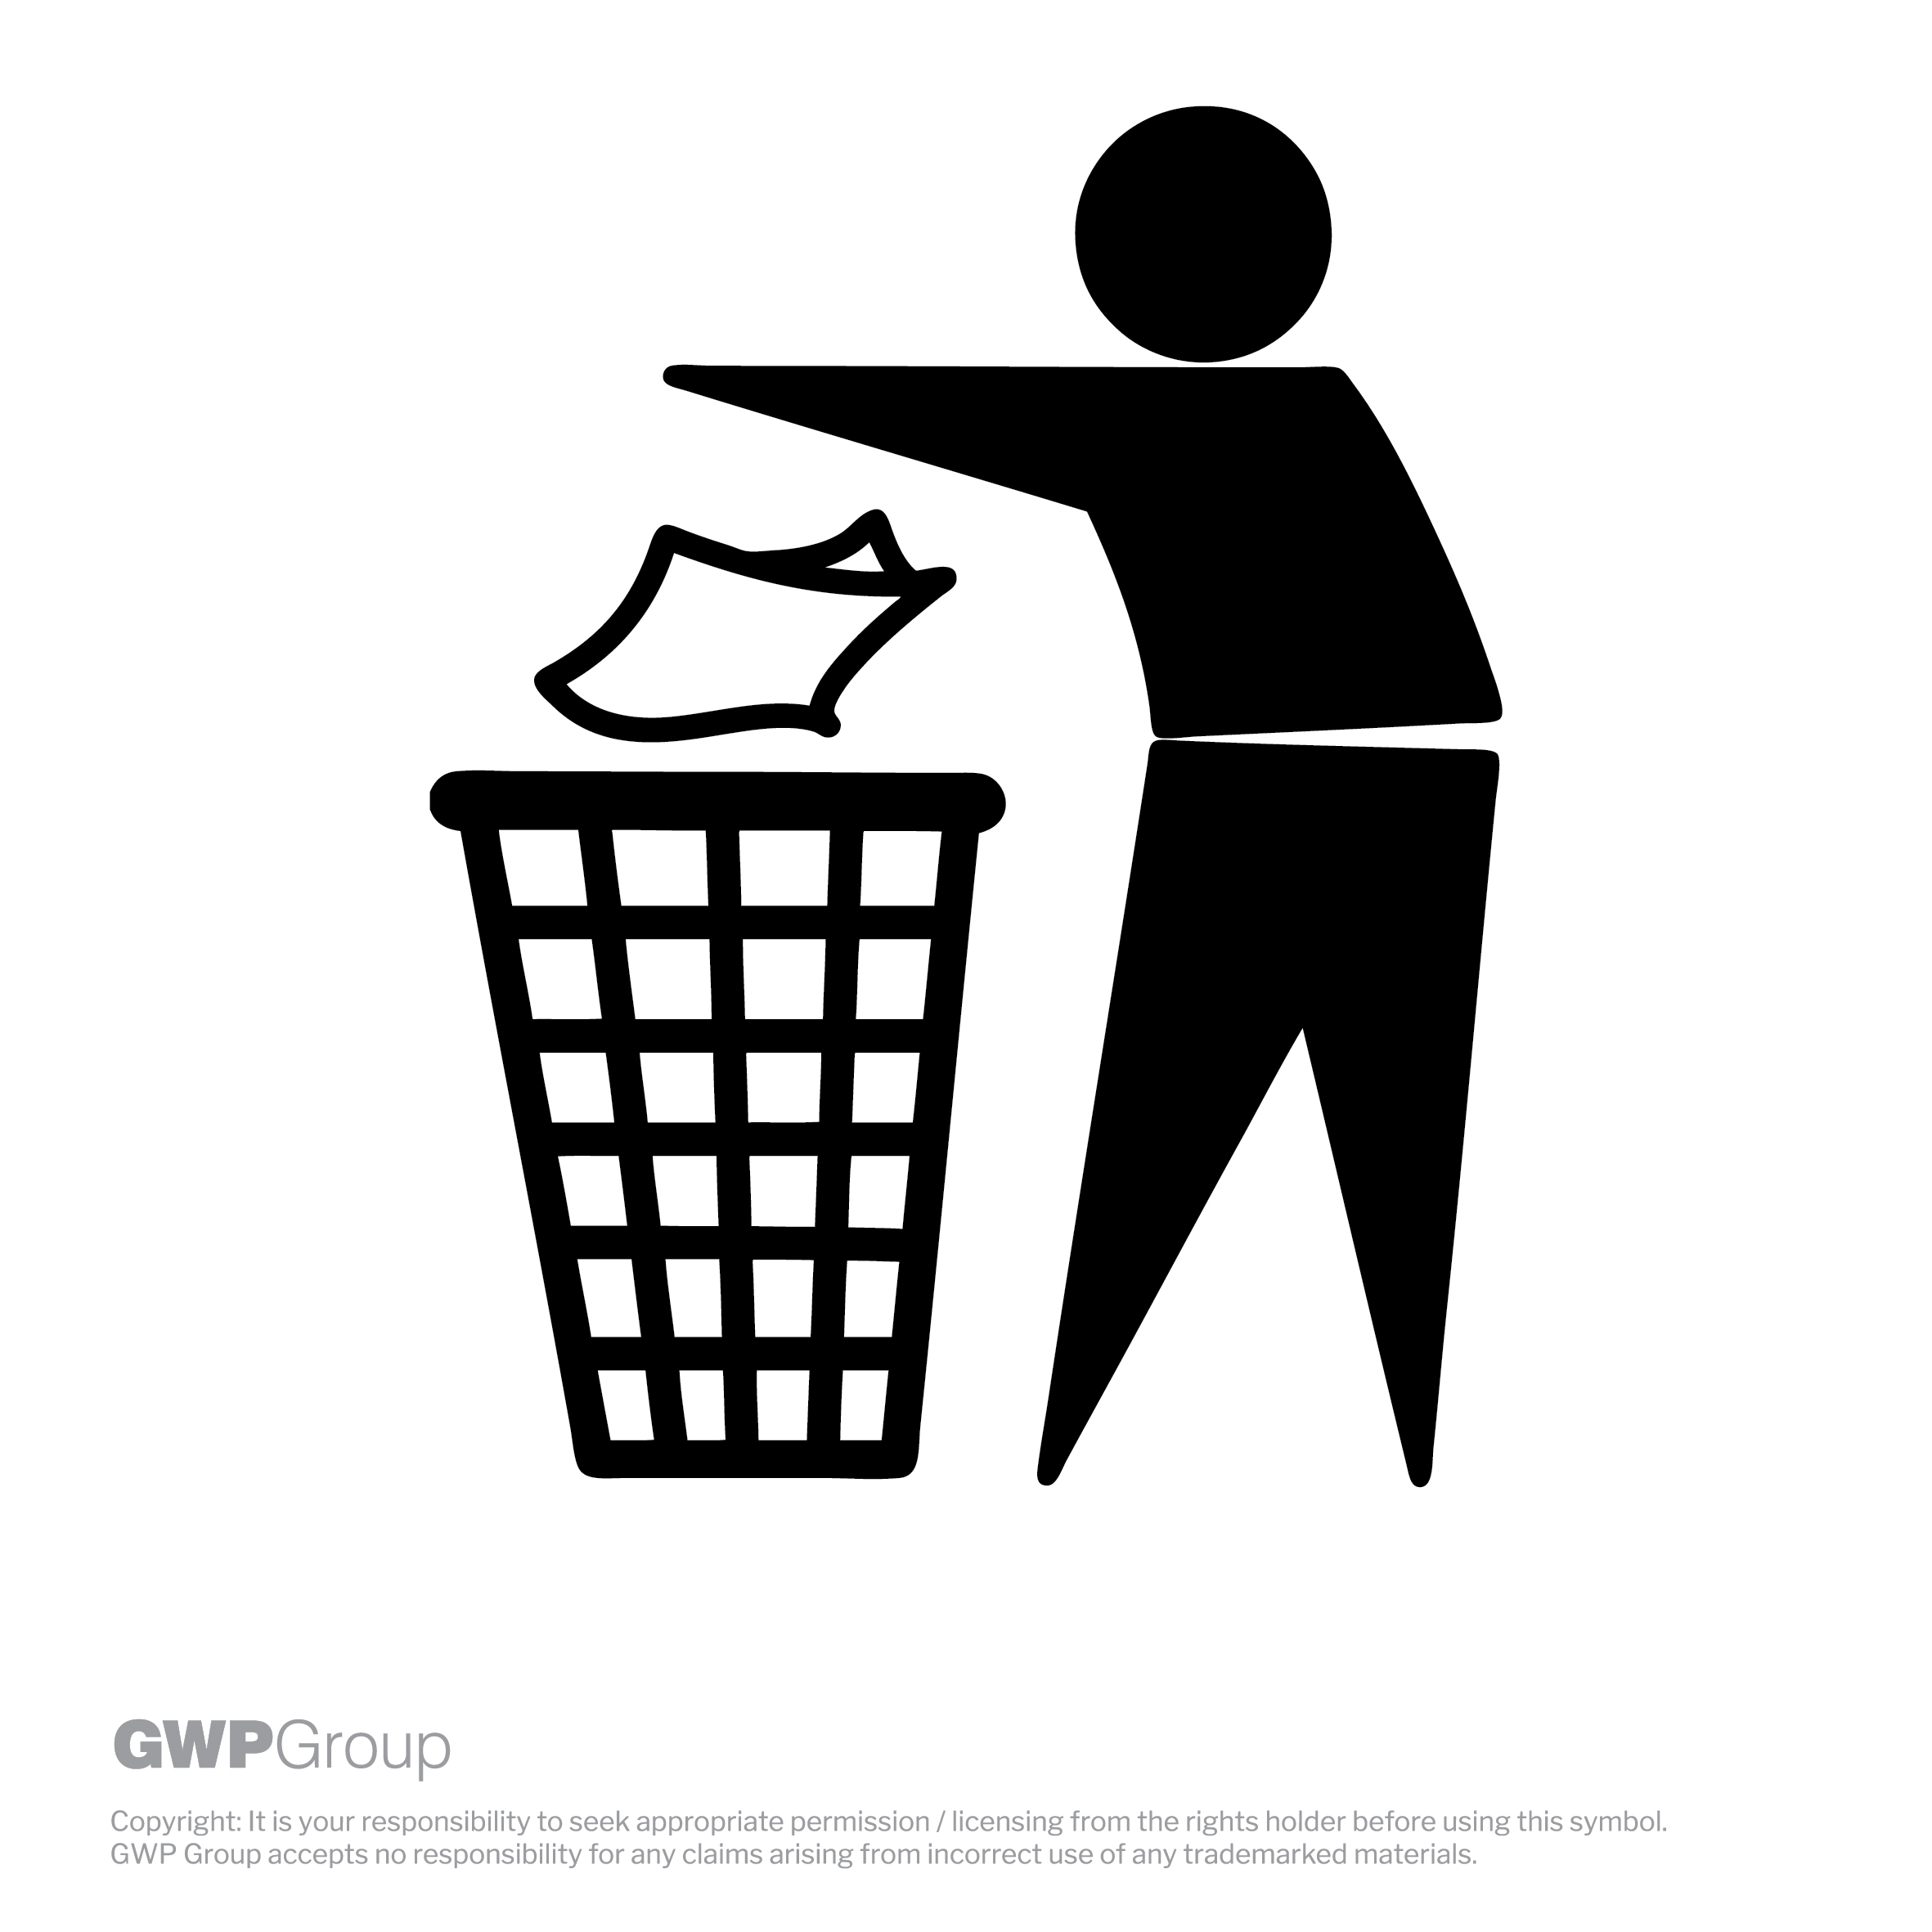 GWPGroup
Copyright: It is your responsibility to seek appropriate permission / licensing from the rights holder before using this symbol.
GWP Group accepts no responsibility for any claims arising from incorrect use of any trademarked materials.